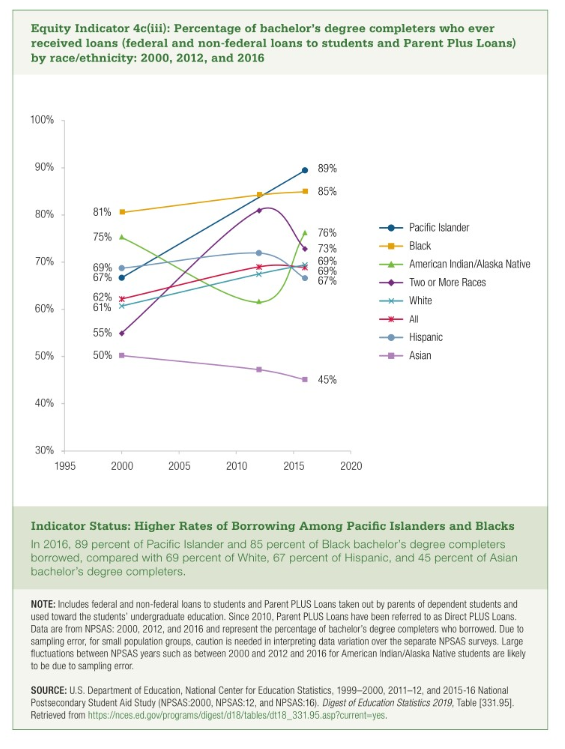 Equity Indicator 4c(iii): Percentage of bachelor's degree completers who ever
received loans (federal and non-federal loans to students and Parent Plus Loans)
by race/ethnicity: 2000, 2012, and 2016
100%
90%
80%
70%
60%
50%
40%
30%
1995
2000
2005
2010
2015
2020
81%
75%
69%
67%
62%
61%
55%
50%
89%
85%
76%
73%
69%
69%
67%
45%
Pacific Islander
Black
American Indian/Alaska Native
Two or More Races
White
All
Hispanic
Asian
Indicator Status: Higher Rates of Borrowing Among Pacific Islanders and Blacks
In 2016, 89 percent of Pacific Islander and 85 percent of Black bachelor's degree completers
borrowed, compared with 69 percent of White, 67 percent of Hispanic, and 45 percent of Asian
bachelor's degree completers.
NOTE: Includes federal and non-federal loans to students and Parent PLUS Loans taken out by parents of dependent students and
used toward the students' undergraduate education. Since 2010, Parent PLUS Loans have been referred to as Direct PLUS Loans.
Data are from NPSAS: 2000, 2012, and 2016 and represent the percentage of bachelor's degree completers who borrowed. Due to
sampling error, for small population groups, caution is needed in interpreting data variation over the separate NPSAS surveys. Large
fluctuations between NPSAS years such as between 2000 and 2012 and 2016 for American Indian/Alaska Native students are likely
to be due to sampling error.
SOURCE: U.S. Department of Education, National Center for Education Statistics, 1999–2000, 2011–12, and 2015-16 National
Postsecondary Student Aid Study (NPSAS:2000, NPSAS:12, and NPSAS:16). Digest of Education Statistics 2019, Table [331.95].
Retrieved from https://nces.ed.gov/programs/digest/d18/tables/dt18_331.95.asp?current=yes.